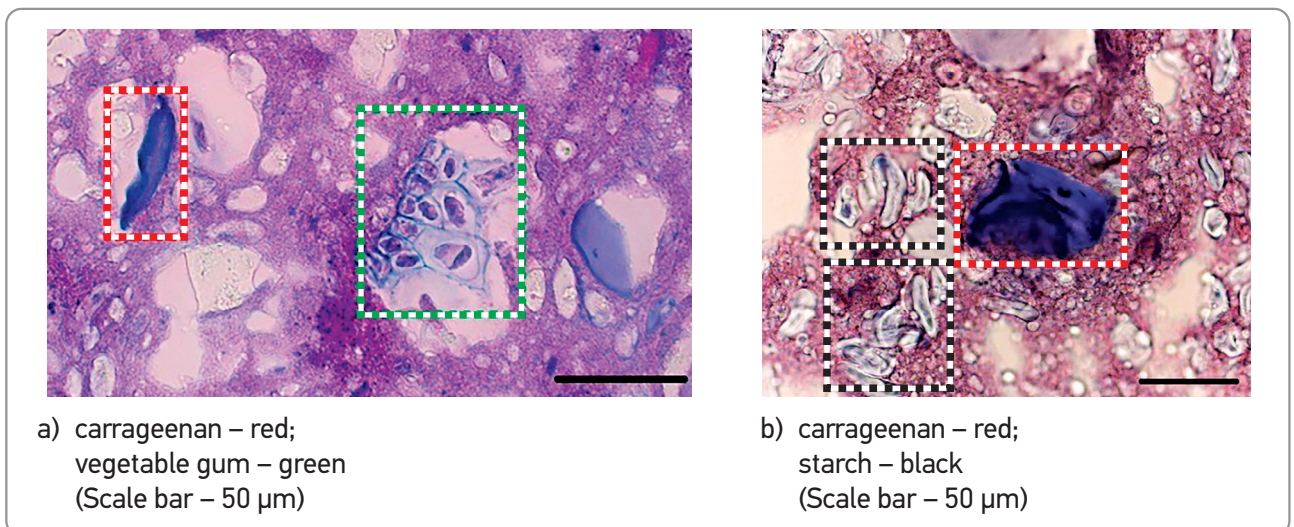 a) carrageenan – red;
vegetable gum – green
(Scale bar – 50 µm)
b) carrageenan – red;
starch – black
(Scale bar – 50 µm)